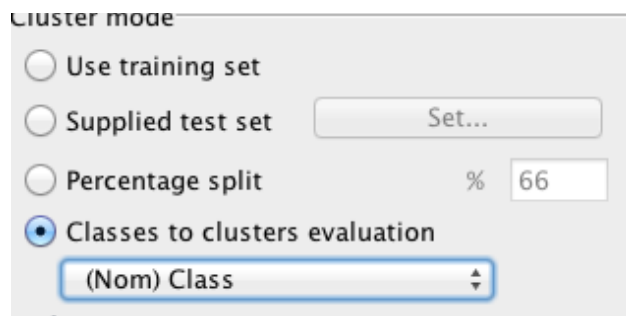 Cluster mode
Use training set
Supplied test set Set...
Percentage split % 66
Classes to clusters evaluation
(Nom) Class